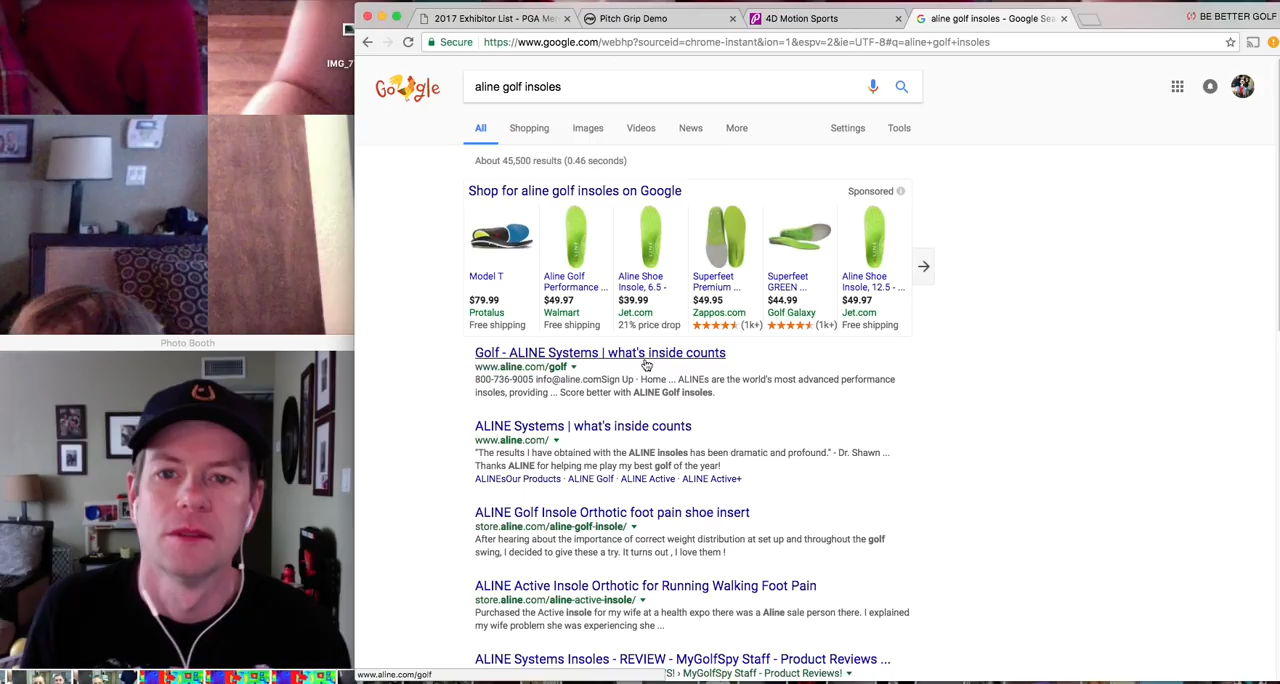 2017 Exhibitor List - PGA Mer
Pitch Grip Demo
4D Motion Sports
aline golf insoles - Google Sea
BE BETTER GOLF
Secure
https://www.google.com/webhp?sourceid=chrome-instant&ion=1&espv=2&ie=UTF-8#q=aline+golf+insoles
IMG_7
Google
aline golf insoles
All
Shopping
Images
Videos
News
More
Settings
Tools
About 45,500 results (0.46 seconds)
Shop for aline golf insoles on Google
Sponsored
Model T
$79.99
Protalus
Free shipping
Aline Golf
Performance ...
$49.97
Walmart
Free shipping
Aline Shoe
Insole, 6.5 -
$39.99
Jet.com
21% price drop
Superfeet
Premium ...
$49.95
Zappos.com
(1k+)
Superfeet
GREEN ...
$44.99
Golf Galaxy
(1k+)
Aline Shoe
Insole, 12.5 - ...
$49.97
Jet.com
Free shipping
Photo Booth
Golf - ALINE Systems | what's inside counts
www.aline.com/golf
800-736-9005 info@aline.comSign Up · Home ... ALINEs are the world's most advanced performance
insoles, providing ... Score better with ALINE Golf insoles.
ALINE Systems | what's inside counts
www.aline.com/
"The results I have obtained with the ALINE insoles has been dramatic and profound." - Dr. Shawn ...
Thanks ALINE for helping me play my best golf of the year!
ALINEsOur Products · ALINE Golf · ALINE Active · ALINE Active+
ALINE Golf Insole Orthotic foot pain shoe insert
store.aline.com/aline-golf-insole/
After hearing about the importance of correct weight distribution at set up and throughout the golf
swing, I decided to give these a try. It turns out , I love them !
ALINE Active Insole Orthotic for Running Walking Foot Pain
store.aline.com/aline-active-insole/
Purchased the Active insole for my wife at a health expo there was a Aline sale person there. I explained
my wife problem she was experiencing she ...
ALINE Systems Insoles - REVIEW - MyGolfSpy Staff - Product Reviews ...
www.aline.com/golf
S! › MyGolfSpy Staff - Product Reviews!